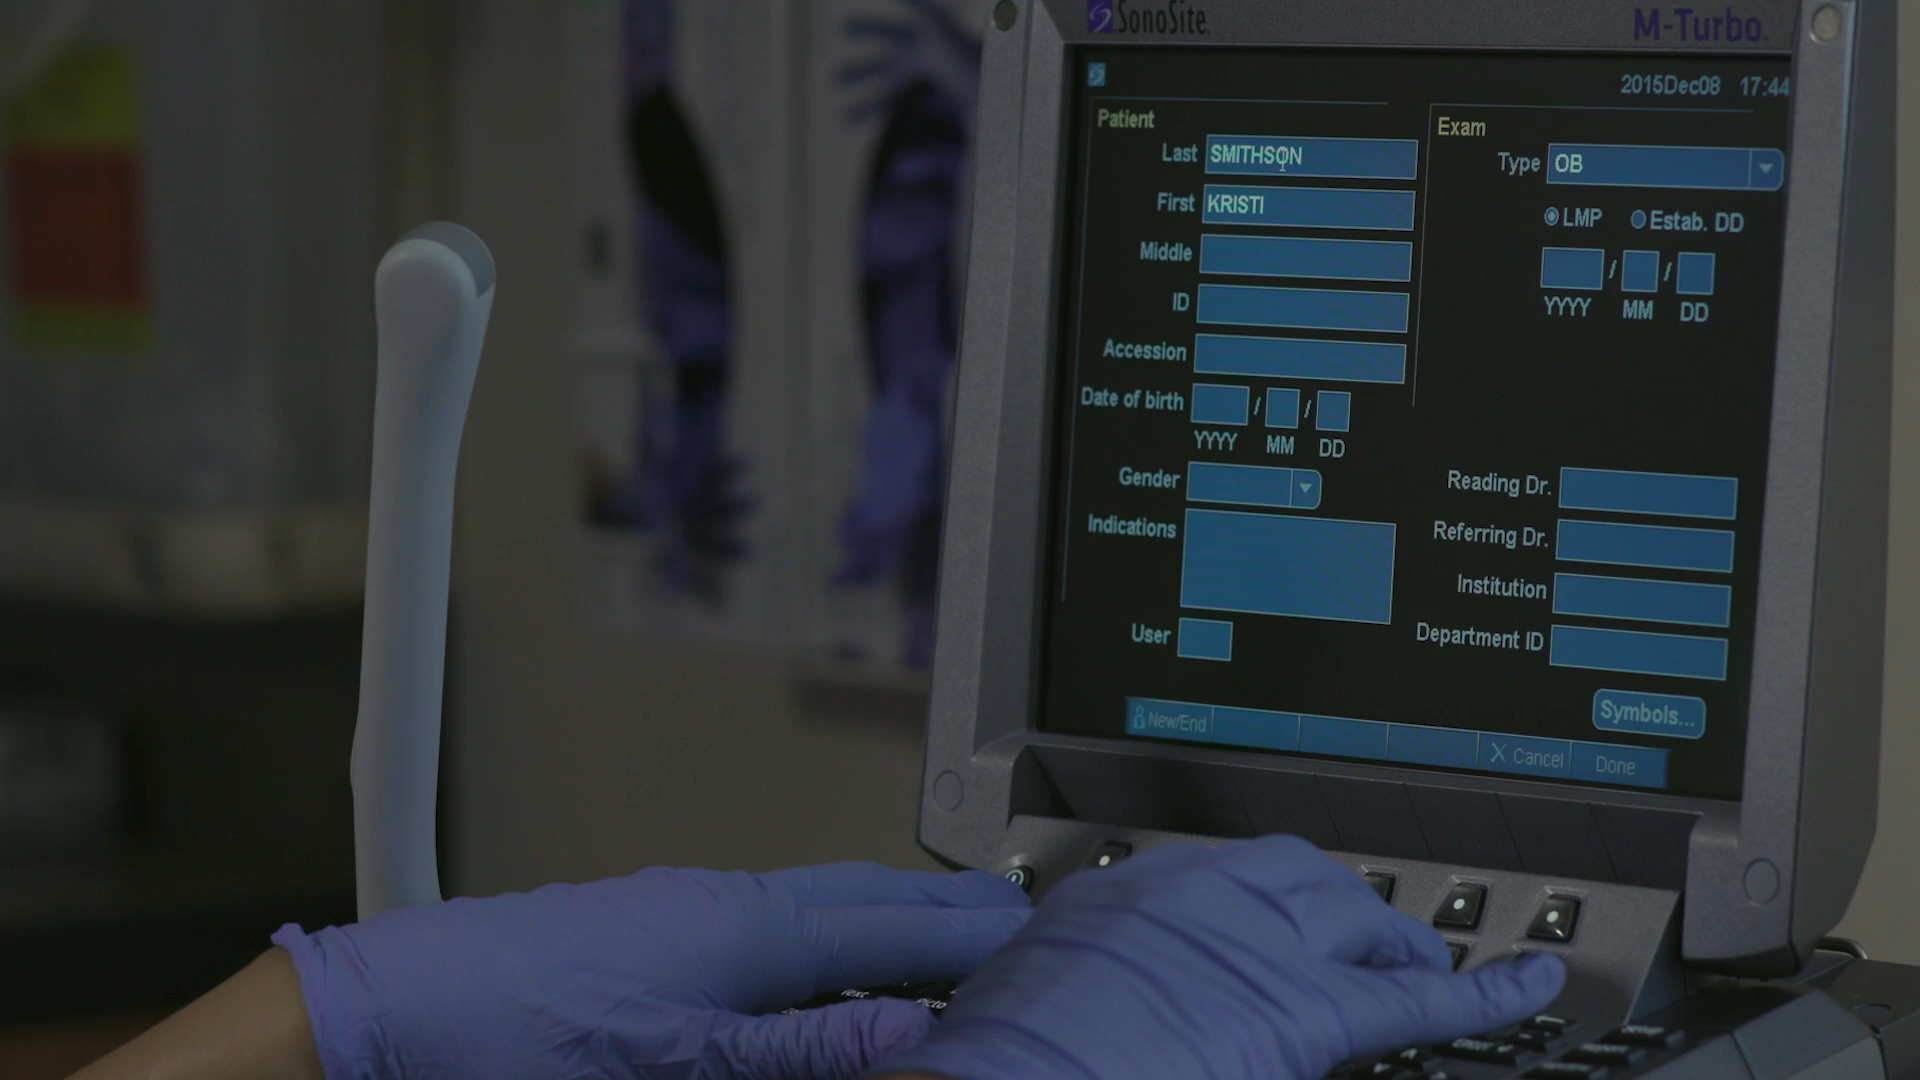 SonoSite
M-Turbo
2015Dec08 17:44
Patient
Last SMITHSON
First KRISTI
Middle
ID
Accession
Date of birth / /
YYYY MM DD
Gender
Indications
User
Exam
Type OB
LMP Estab. DD
/ /
YYYY MM DD
Reading Dr.
Referring Dr.
Institution
Department ID
Symbols...
New/End
X Cancel
Done
Text
Picto